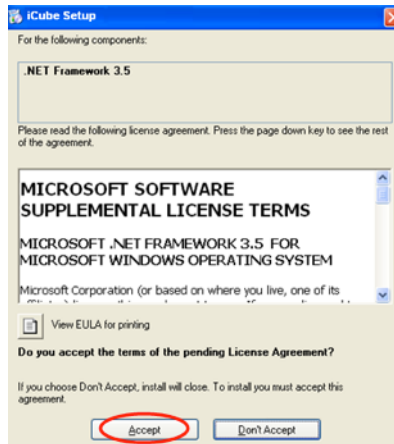 iCube Setup
For the following components:
.NET Framework 3.5
Please read the following license agreement. Press the page down key to see the rest
of the agreement.
MICROSOFT SOFTWARE
SUPPLEMENTAL LICENSE TERMS
MICROSOFT .NET FRAMEWORK 3.5 FOR
MICROSOFT WINDOWS OPERATING SYSTEM
Microsoft Corporation (or based on where you live, one of its
View EULA for printing
Do you accept the terms of the pending License Agreement?
If you choose Don't Accept, install will close. To install you must accept this
agreement.
Accept
Don't Accept